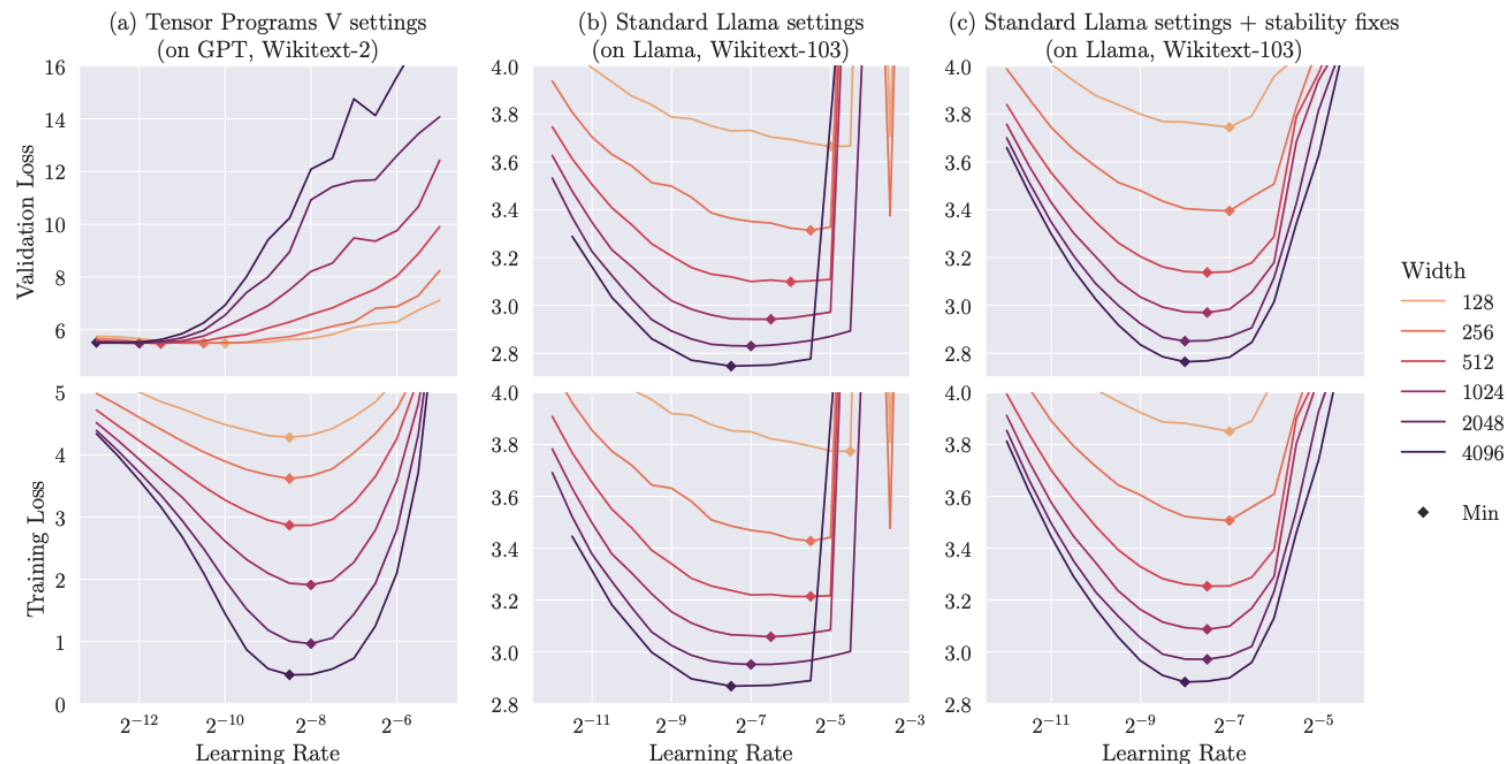 (a) Tensor Programs V settings
(on GPT, Wikitext-2)
(b) Standard Llama settings
(on Llama, Wikitext-103)
(c) Standard Llama settings + stability fixes
(on Llama, Wikitext-103)
Validation Loss
16
14
12
10
8
6
4.0
3.8
3.6
3.4
3.2
3.0
2.8
4.0
3.8
3.6
3.4
3.2
3.0
2.8
Training Loss
5
4
3
2
1
0
4.0
3.8
3.6
3.4
3.2
3.0
2.8
4.0
3.8
3.6
3.4
3.2
3.0
2.8
2⁻¹² 2⁻¹⁰ 2⁻⁸ 2⁻⁶
Learning Rate
2⁻¹¹ 2⁻⁹ 2⁻⁷ 2⁻⁵ 2⁻³
Learning Rate
2⁻¹¹ 2⁻⁹ 2⁻⁷ 2⁻⁵
Learning Rate
Width
128
256
512
1024
2048
4096
Min